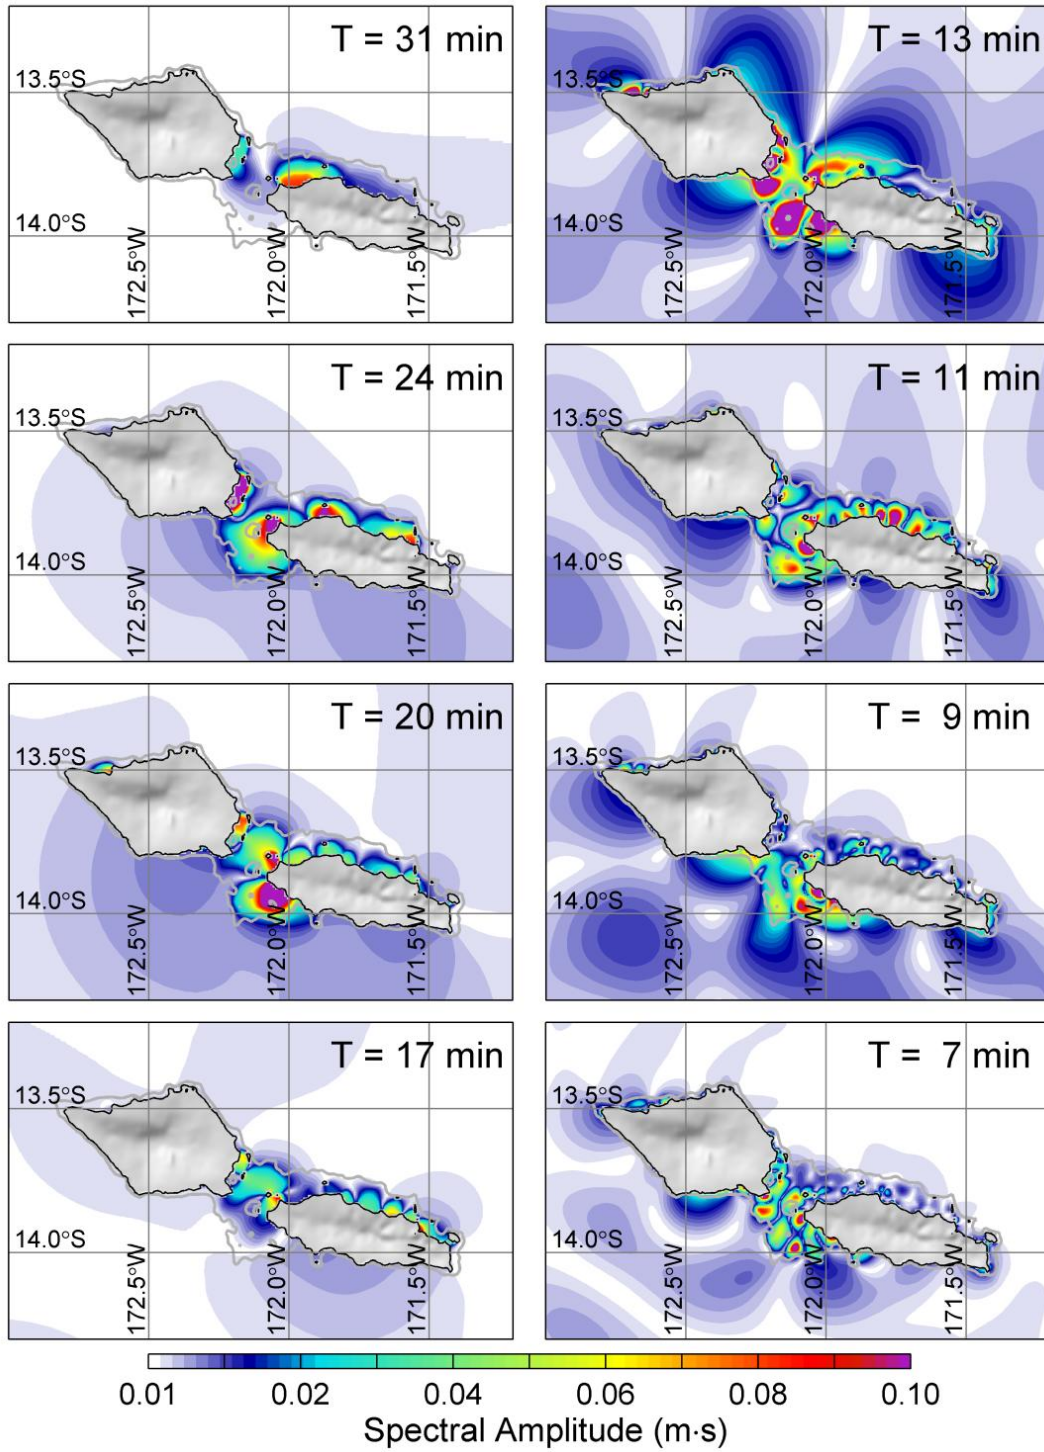 T = 31 min
13.5°S
14.0°S
172.5°W
172.0°W
171.5°W
T = 13 min
13.5°S
14.0°S
172.5°W
172.0°W
171.5°W
T = 24 min
13.5°S
14.0°S
172.5°W
172.0°W
171.5°W
T = 11 min
13.5°S
14.0°S
172.5°W
172.0°W
171.5°W
T = 20 min
13.5°S
14.0°S
172.5°W
172.0°W
171.5°W
T = 9 min
13.5°S
14.0°S
172.5°W
172.0°W
171.5°W
T = 17 min
13.5°S
14.0°S
172.5°W
172.0°W
171.5°W
T = 7 min
13.5°S
14.0°S
172.5°W
172.0°W
171.5°W
0.01 0.02 0.04 0.06 0.08 0.10
Spectral Amplitude (m·s)